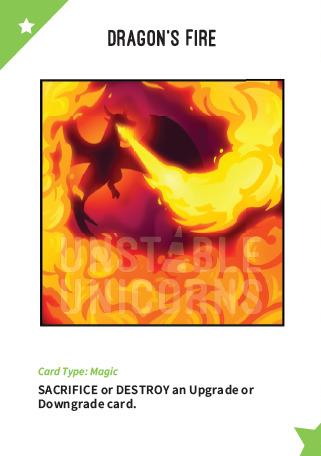 DRAGON'S FIRE
UNSTABLE
UNICORNS
Card Type: Magic
SACRIFICE or DESTROY an Upgrade or
Downgrade card.